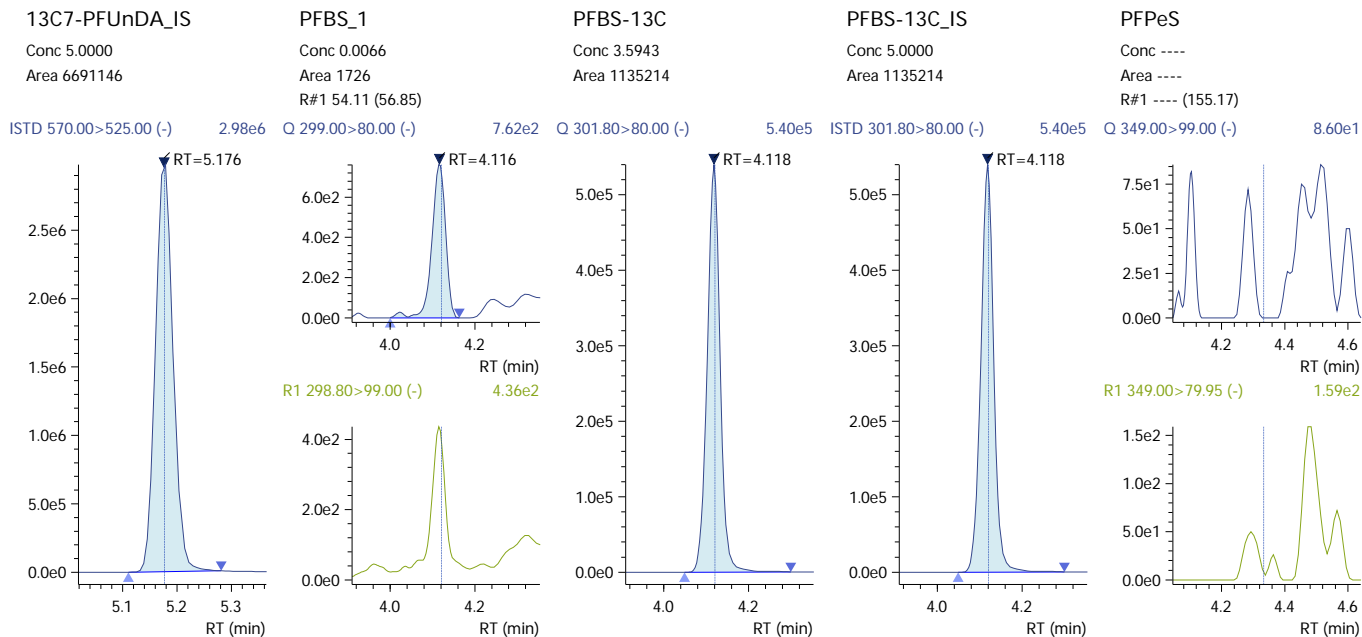 13C7-PFUnDA_IS
Conc 5.0000
Area 6691146
ISTD 570.00>525.00 (-) 2.98e6
RT=5.176
2.5e6
2.0e6
1.5e6
1.0e6
5.0e5
0.0e0
5.1 5.2 5.3
RT (min)
PFBS_1
Conc 0.0066
Area 1726
R#1 54.11 (56.85)
Q 299.00>80.00 (-) 7.62e2
RT=4.116
6.0e2
4.0e2
2.0e2
0.0e0
4.0 4.2
RT (min)
R1 298.80>99.00 (-) 4.36e2
4.0e2
2.0e2
0.0e0
4.0 4.2
RT (min)
PFBS-13C
Conc 3.5943
Area 1135214
Q 301.80>80.00 (-) 5.40e5
RT=4.118
5.0e5
4.0e5
3.0e5
2.0e5
1.0e5
0.0e0
4.0 4.2
RT (min)
PFBS-13C_IS
Conc 5.0000
Area 1135214
ISTD 301.80>80.00 (-) 5.40e5
RT=4.118
5.0e5
4.0e5
3.0e5
2.0e5
1.0e5
0.0e0
4.0 4.2
RT (min)
PFPeS
Conc ----
Area ----
R#1 ---- (155.17)
Q 349.00>99.00 (-) 8.60e1
7.5e1
5.0e1
2.5e1
0.0e0
4.2 4.4 4.6
RT (min)
R1 349.00>79.95 (-) 1.59e2
1.5e2
1.0e2
5.0e1
0.0e0
4.2 4.4 4.6
RT (min)